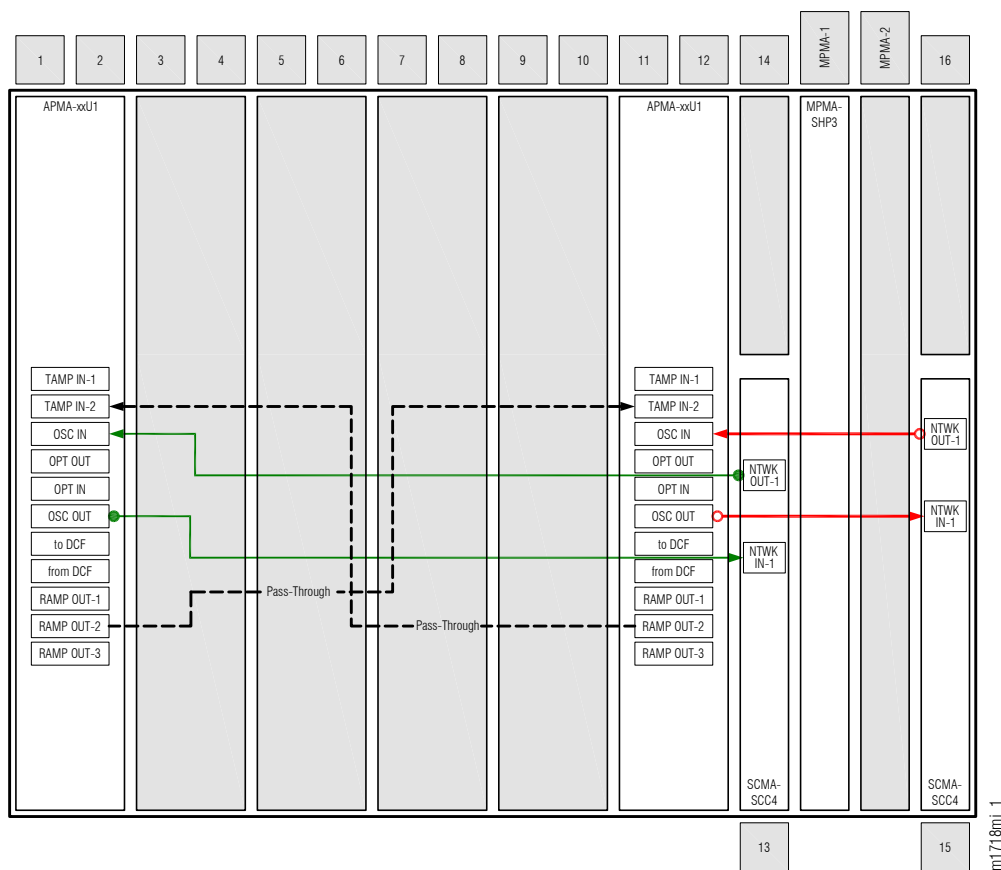 1
2
3
4
5
6
7
8
9
10
11
12
14
MPMA-1
MPMA-2
16
APMA-xxU1
APMA-xxU1
MPMA-
SHP3
TAMP IN-1
TAMP IN-2
OSC IN
OPT OUT
OPT IN
OSC OUT
to DCF
from DCF
RAMP OUT-1
RAMP OUT-2
RAMP OUT-3
Pass-Through
Pass-Through
TAMP IN-1
TAMP IN-2
OSC IN
OPT OUT
OPT IN
OSC OUT
to DCF
from DCF
RAMP OUT-1
RAMP OUT-2
RAMP OUT-3
NTWK
OUT-1
NTWK
IN-1
NTWK
OUT-1
NTWK
IN-1
SCMA-
SCC4
SCMA-
SCC4
13
15
m1718mi_1